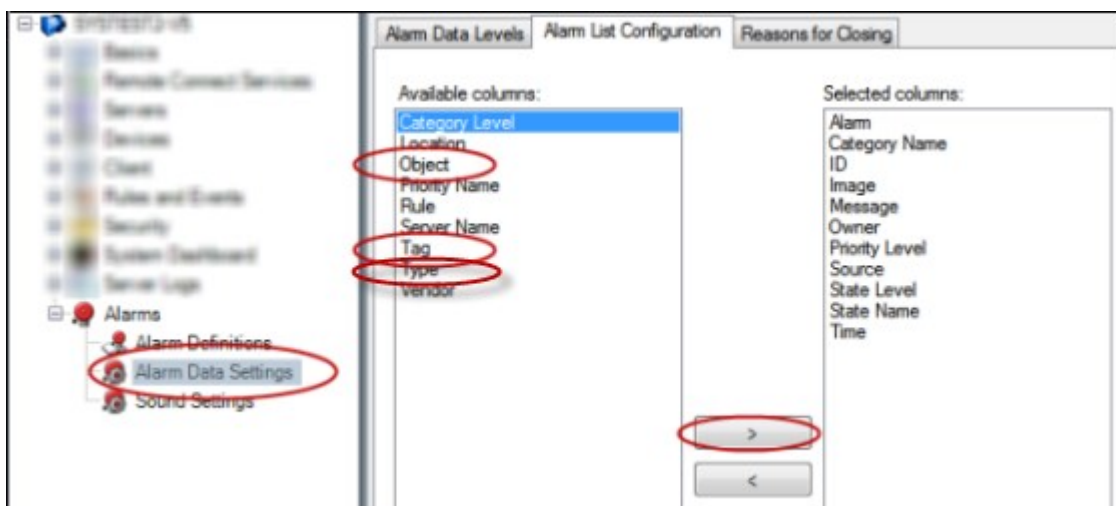 Alarms
Alarm Definitions
Alarm Data Settings
Sound Settings
Alarm Data Levels
Alarm List Configuration
Reasons for Closing
Available columns:
Category Level
Location
Object
Priority Name
Rule
Server Name
Tag
Type
Vendor
>
<
Selected columns:
Alarm
Category Name
ID
Image
Message
Owner
Priority Level
Source
State Level
State Name
Time